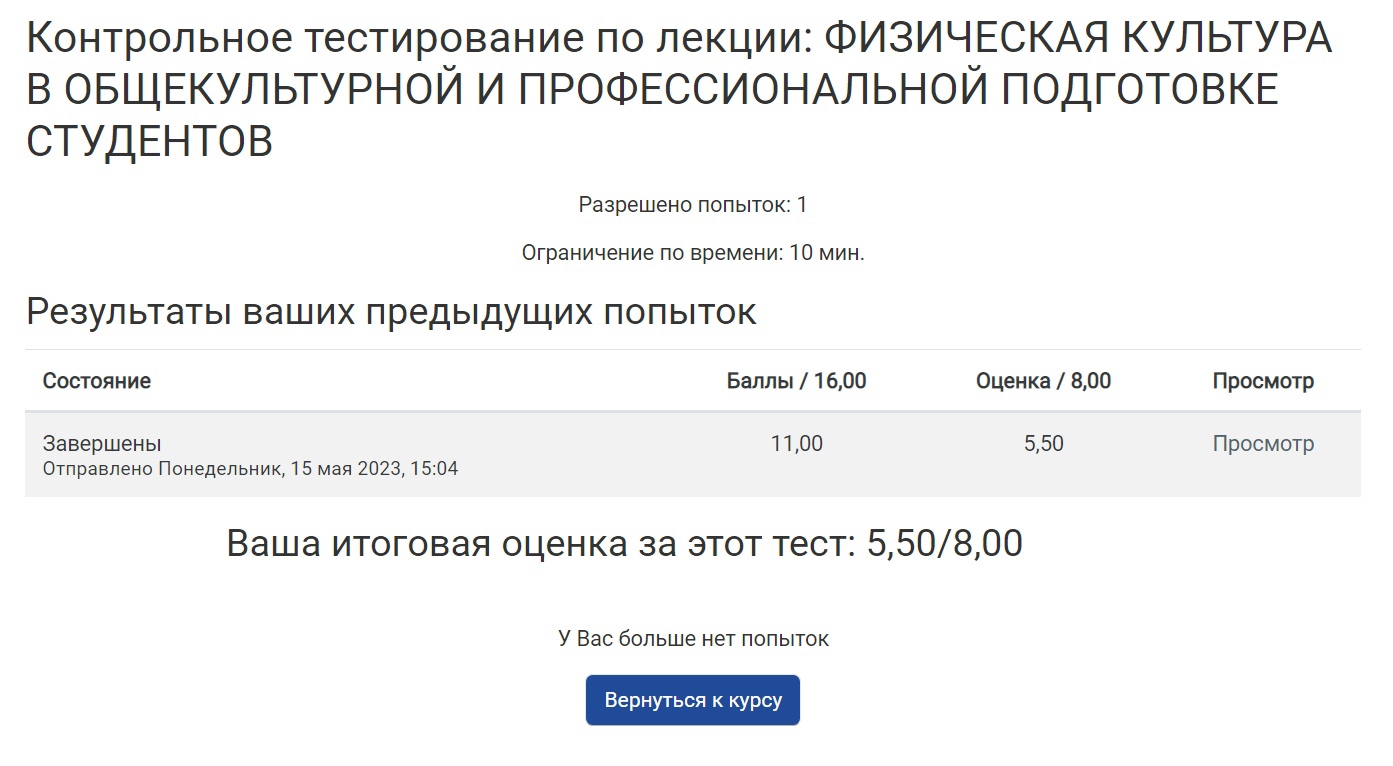 Контрольное тестирование по лекции: ФИЗИЧЕСКАЯ КУЛЬТУРА
В ОБЩЕКУЛЬТУРНОЙ И ПРОФЕССИОНАЛЬНОЙ ПОДГОТОВКЕ
СТУДЕНТОВ
Разрешено попыток: 1
Ограничение по времени: 10 мин.
Результаты ваших предыдущих попыток
Состояние Баллы / 16,00 Оценка / 8,00 Просмотр
Завершены 11,00 5,50 Просмотр
Отправлено Понедельник, 15 мая 2023, 15:04
Ваша итоговая оценка за этот тест: 5,50/8,00
У Вас больше нет попыток
Вернуться к курсу